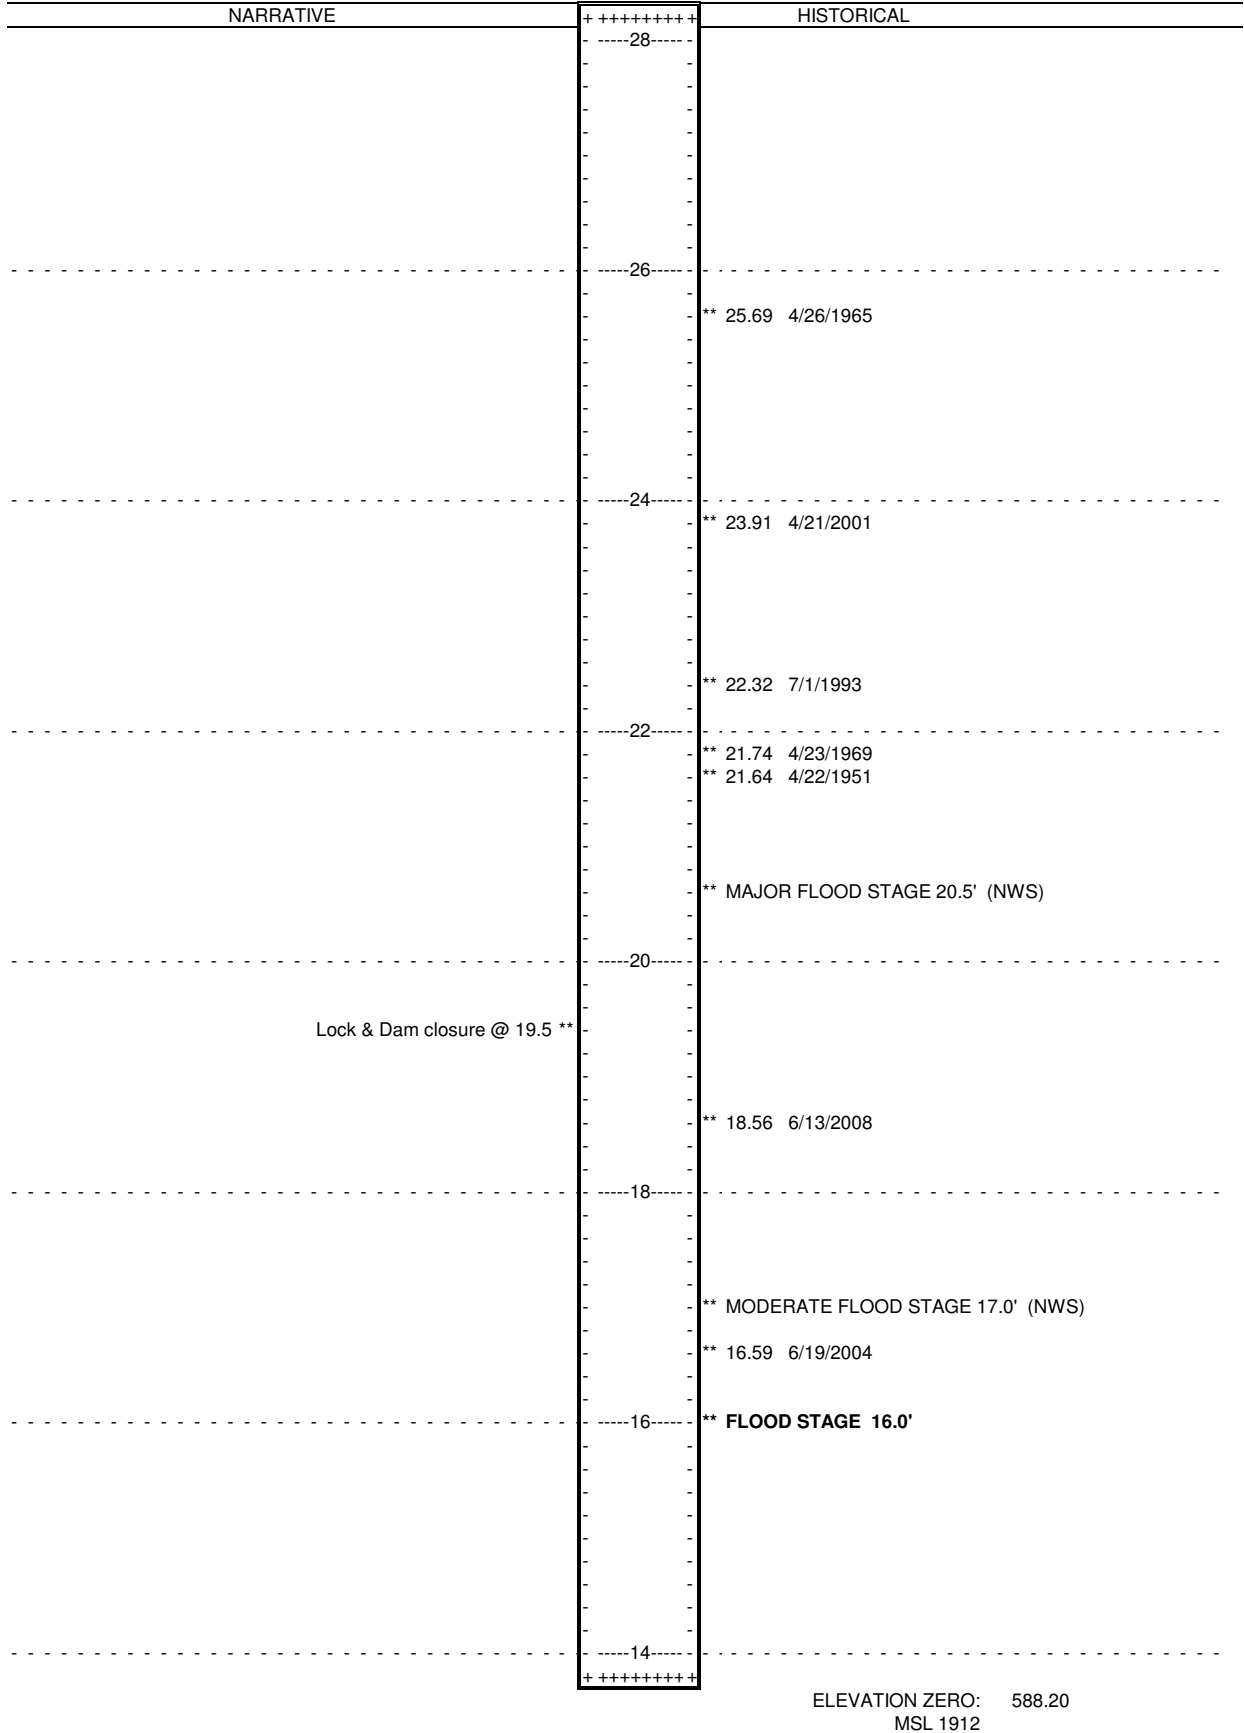 NARRATIVE + ++++++++ + HISTORICAL
- -----28----- -
- -----26----- -
** 25.69 4/26/1965
- -----24----- -
** 23.91 4/21/2001
** 22.32 7/1/1993
- -----22----- -
** 21.74 4/23/1969
** 21.64 4/22/1951
** MAJOR FLOOD STAGE 20.5' (NWS)
- -----20----- -
Lock & Dam closure @ 19.5 **
** 18.56 6/13/2008
- -----18----- -
** MODERATE FLOOD STAGE 17.0' (NWS)
** 16.59 6/19/2004
- -----16----- - ** FLOOD STAGE 16.0'
- -----14----- -
+ ++++++++ +
ELEVATION ZERO: 588.20
MSL 1912